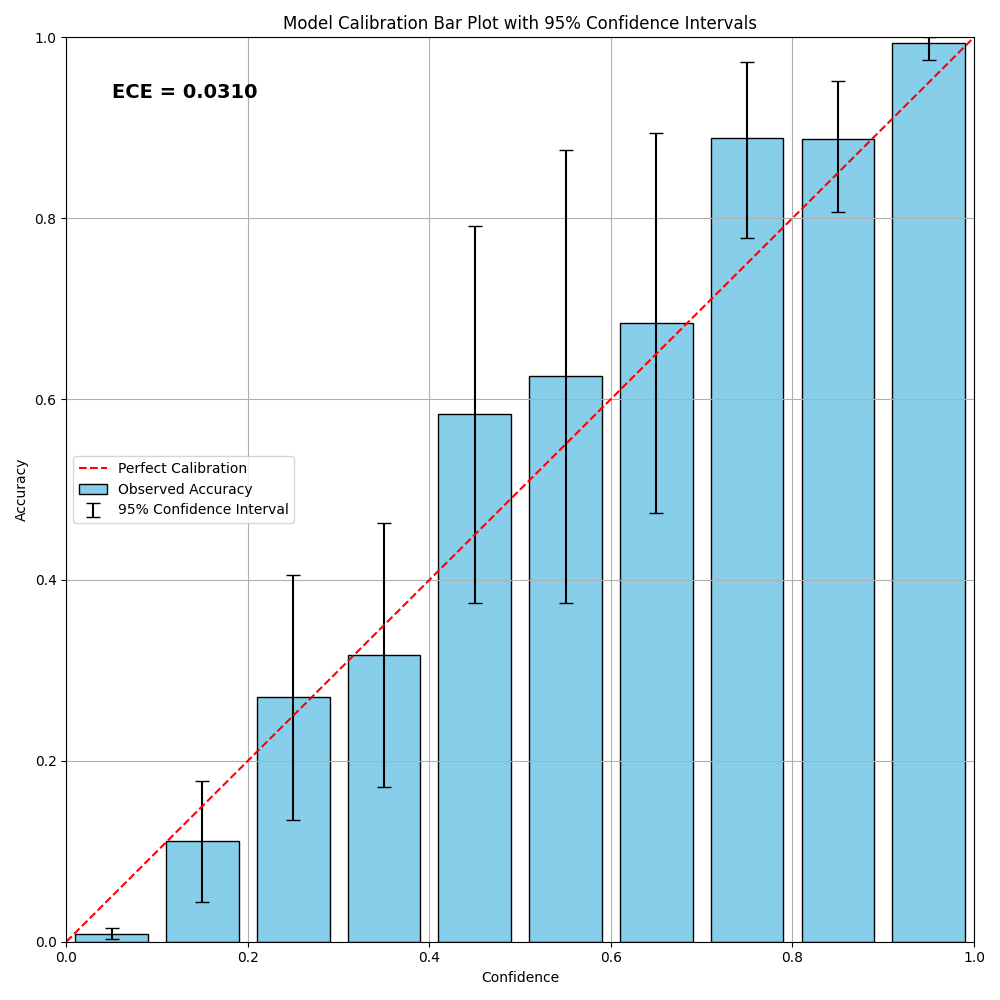 Model Calibration Bar Plot with 95% Confidence Intervals
ECE = 0.0310
Accuracy
1.0
0.8
0.6
0.4
0.2
0.0
Perfect Calibration
Observed Accuracy
95% Confidence Interval
0.0 0.2 0.4 0.6 0.8 1.0
Confidence